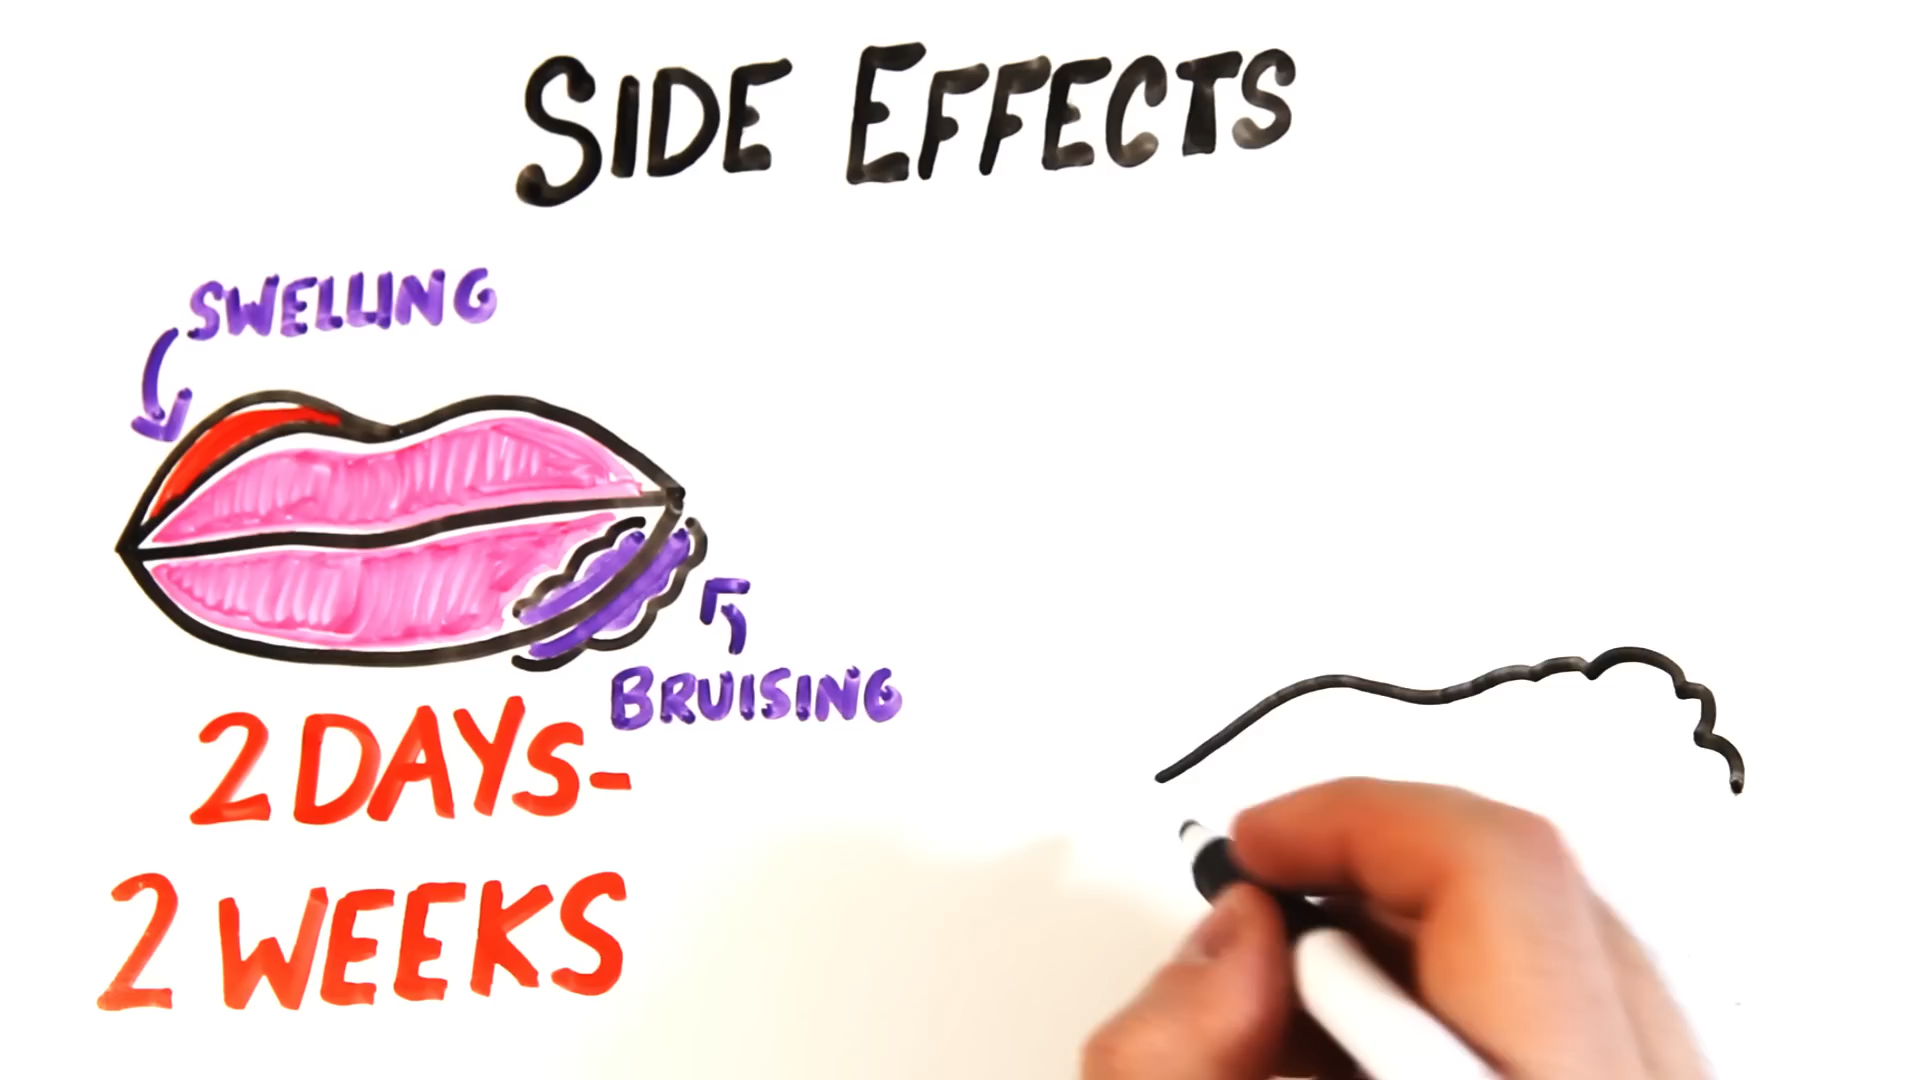 SIDE EFFECTS
SWELLING
BRUISING
2 DAYS-
2 WEEKS